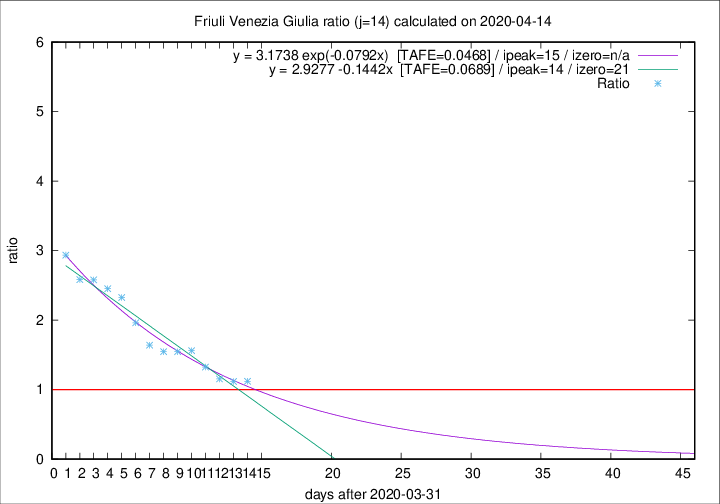 Friuli Venezia Giulia ratio (j=14) calculated on 2020-04-14
y = 3.1738 exp(-0.0792x) [TAFE=0.0468] / ipeak=15 / izero=n/a
y = 2.9277 -0.1442x [TAFE=0.0689] / ipeak=14 / izero=21
Ratio
6
5
4
3
2
1
0
ratio
0 1 2 3 4 5 6 7 8 9 10 11 12 13 14 15 20 25 30 35 40 45
days after 2020-03-31